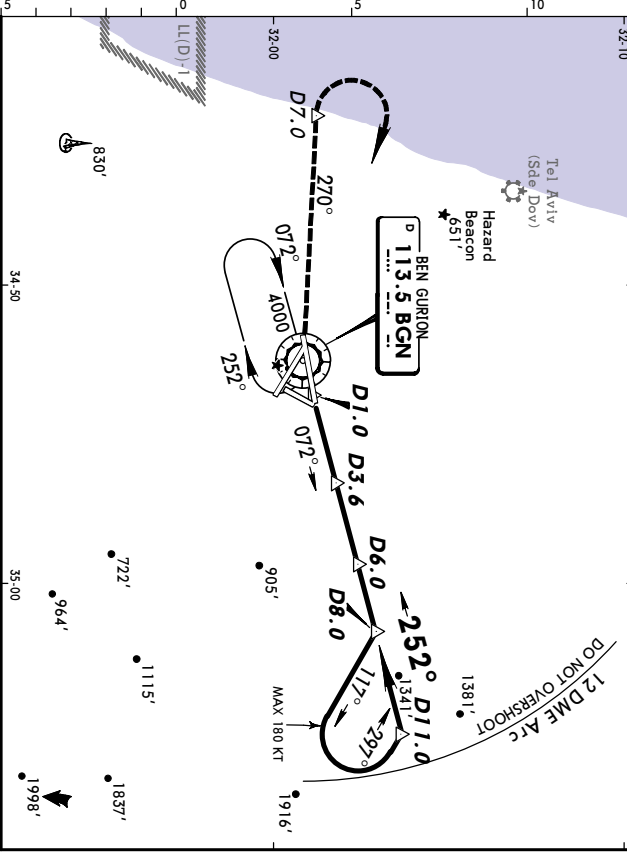 5
0
5
10
32-00
32-10
34-50
35-00
LL(D)-1
830'
D7.0
270°
Tel Aviv
(Sde Dov)
Hazard
Beacon
651'
BEN GURION
D 113.5 BGN
072°
4000
252°
D1.0
072°
D3.6
D6.0
D8.0
252°
117°
297°
1341'
D11.0
MAX 180 KT
12 DME Arc
DO NOT OVERSHOOT
1381'
722'
964'
905'
1115'
1998'
1837'
1916'